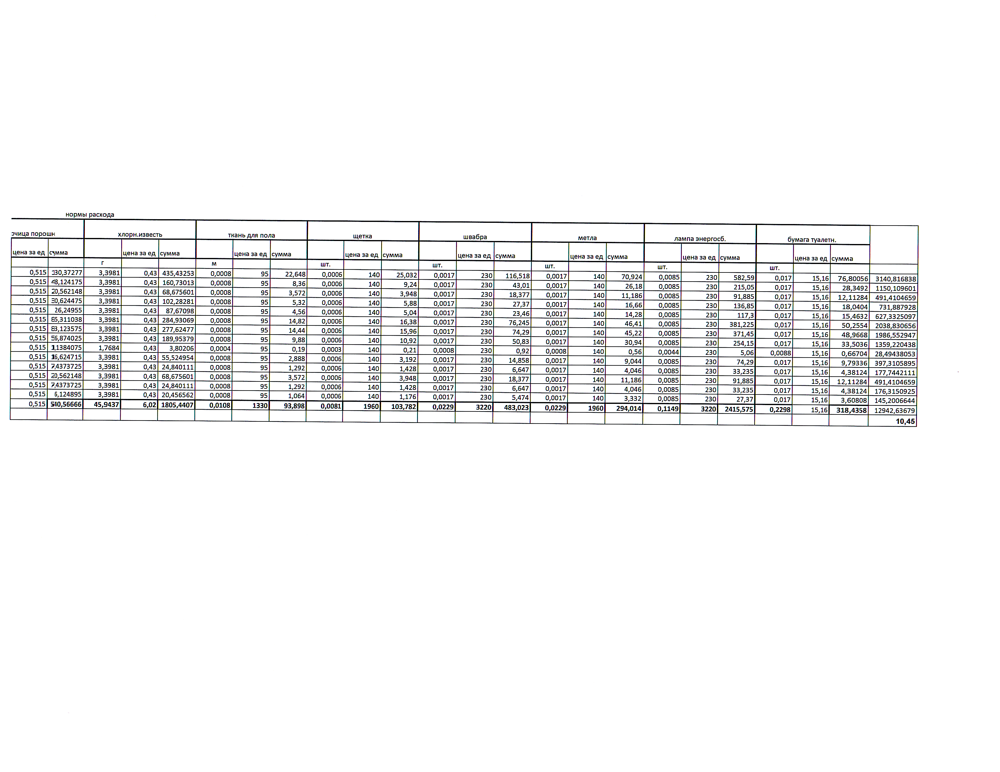 нормы расхода
порошн хлорн.известь ткань для пола щетка швабра метла лампа энергосб. бумага туалетн.
цена за ед сумма цена за ед сумма цена за ед сумма цена за ед сумма цена за ед сумма цена за ед сумма цена за ед сумма цена за ед сумма
г м шт. шт. шт. шт. шт.
0,515 130,37277 3,3981 0,43 435,43253 0,0008 95 22,648 0,0006 140 25,032 0,0017 230 116,518 0,0017 140 70,924 0,0085 230 582,59 0,017 15,16 76,80056 3140,816838
0,515 48,124175 3,3981 0,43 160,73013 0,0008 95 8,36 0,0006 140 9,24 0,0017 230 43,01 0,0017 140 26,18 0,0085 230 215,05 0,017 15,16 28,3492 1150,109601
0,515 20,562148 3,3981 0,43 68,675601 0,0008 95 3,572 0,0006 140 3,948 0,0017 230 18,377 0,0017 140 11,186 0,0085 230 91,885 0,017 15,16 12,11284 491,4104659
0,515 30,624475 3,3981 0,43 102,28281 0,0008 95 5,32 0,0006 140 5,88 0,0017 230 27,37 0,0017 140 16,66 0,0085 230 136,85 0,017 15,16 18,0404 731,887928
0,515 26,24955 3,3981 0,43 87,67098 0,0008 95 4,56 0,0006 140 5,04 0,0017 230 23,46 0,0017 140 14,28 0,0085 230 117,3 0,017 15,16 15,4632 627,3325097
0,515 85,311038 3,3981 0,43 284,93069 0,0008 95 14,82 0,0006 140 16,38 0,0017 230 76,245 0,0017 140 46,41 0,0085 230 381,225 0,017 15,16 50,2554 2038,830656
0,515 83,123575 3,3981 0,43 277,62477 0,0008 95 14,44 0,0006 140 15,96 0,0017 230 74,29 0,0017 140 45,22 0,0085 230 371,45 0,017 15,16 48,9668 1986,552947
0,515 56,874025 3,3981 0,43 189,95379 0,0008 95 9,88 0,0006 140 10,92 0,0017 230 50,83 0,0017 140 30,94 0,0085 230 254,15 0,017 15,16 33,5036 1359,220438
0,515 1,1384075 1,7684 0,43 3,80206 0,0004 95 0,19 0,0003 140 0,21 0,0008 230 0,92 0,0008 140 0,56 0,0044 230 5,06 0,0088 15,16 0,66704 28,49438053
0,515 16,624715 3,3981 0,43 55,524954 0,0008 95 2,888 0,0006 140 3,192 0,0017 230 14,858 0,0017 140 9,044 0,0085 230 74,29 0,017 15,16 9,79336 397,3105895
0,515 7,4373725 3,3981 0,43 24,840111 0,0008 95 1,292 0,0006 140 1,428 0,0017 230 6,647 0,0017 140 4,046 0,0085 230 33,235 0,017 15,16 4,38124 177,7442111
0,515 20,562148 3,3981 0,43 68,675601 0,0008 95 3,572 0,0006 140 3,948 0,0017 230 18,377 0,0017 140 11,186 0,0085 230 91,885 0,017 15,16 12,11284 491,4104659
0,515 7,4373725 3,3981 0,43 24,840111 0,0008 95 1,292 0,0006 140 1,428 0,0017 230 6,647 0,0017 140 4,046 0,0085 230 33,235 0,017 15,16 4,38124 176,3150925
0,515 6,124895 3,3981 0,43 20,456562 0,0008 95 1,064 0,0006 140 1,176 0,0017 230 5,474 0,0017 140 3,332 0,0085 230 27,37 0,017 15,16 3,60808 145,2006644
0,515 540,56666 45,9437 6,02 1805,4407 0,0108 1330 93,898 0,0081 1960 103,782 0,0229 3220 483,023 0,0229 1960 294,014 0,1149 3220 2415,575 0,2298 15,16 318,4358 12942,63679
10,45